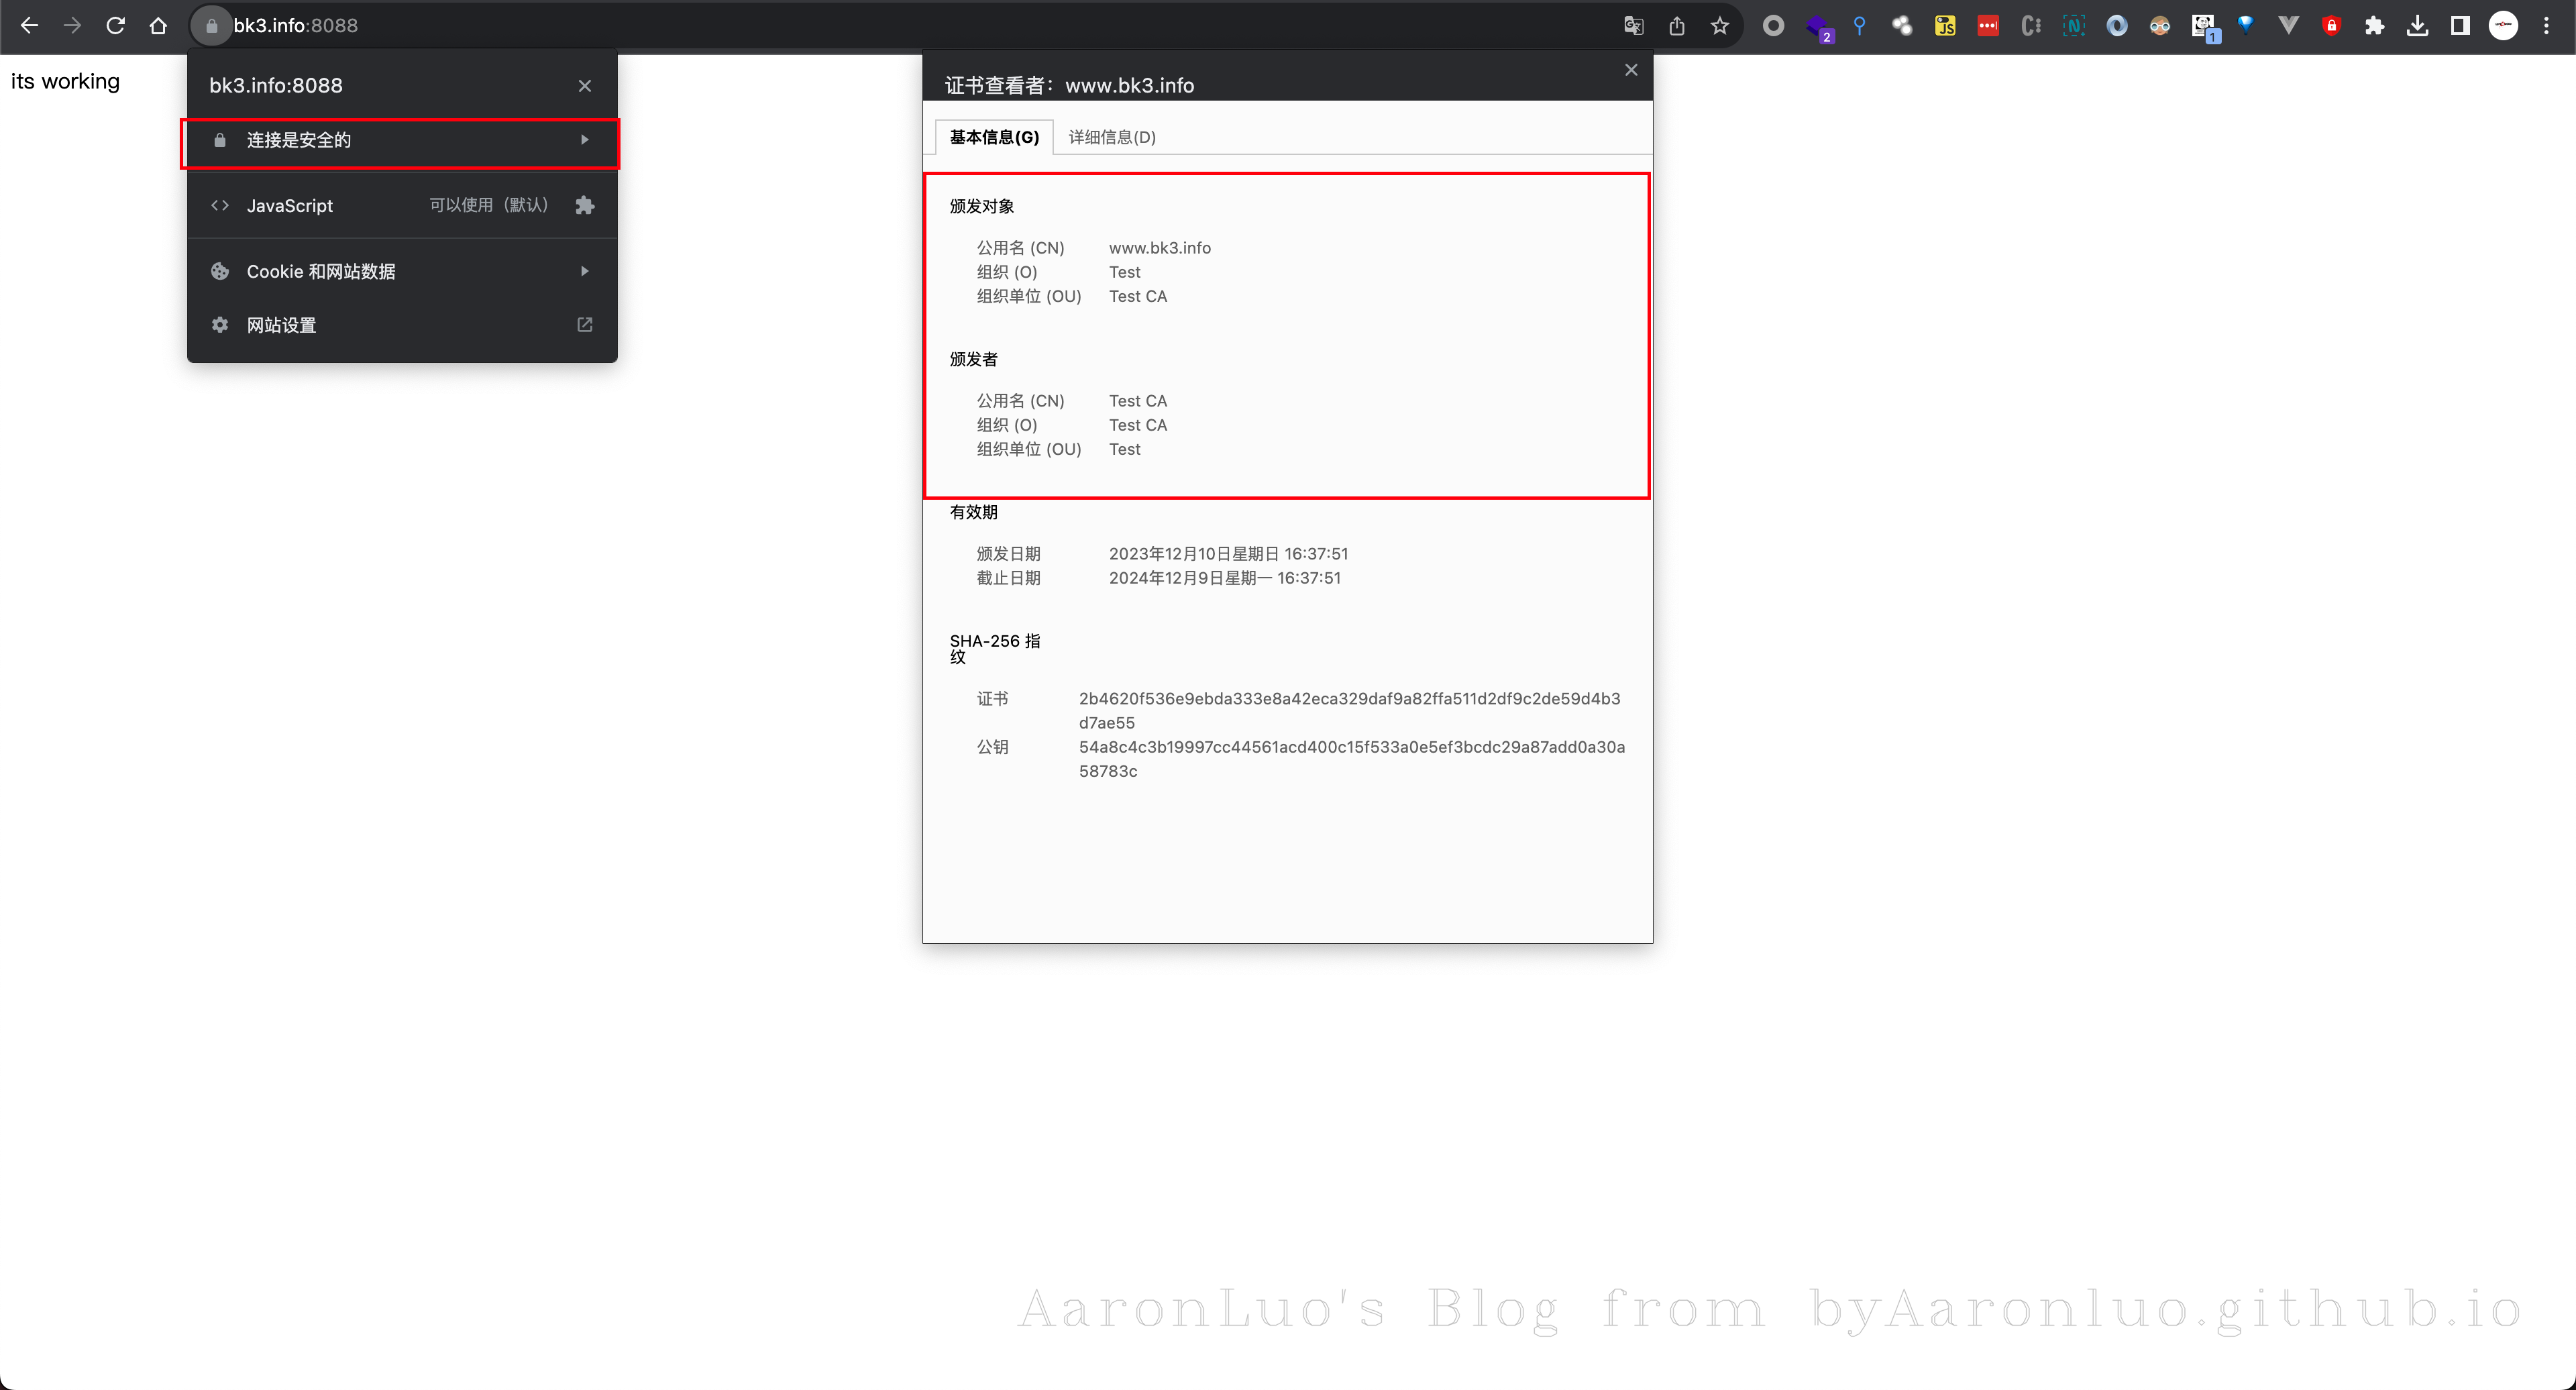 bk3.info:8088
2
JS
1
its working
bk3.info:8088
连接是安全的
JavaScript 可以使用（默认）
Cookie 和网站数据
网站设置
证书查看者：www.bk3.info
基本信息(G) 详细信息(D)
颁发对象
公用名 (CN) www.bk3.info
组织 (O) Test
组织单位 (OU) Test CA
颁发者
公用名 (CN) Test CA
组织 (O) Test CA
组织单位 (OU) Test
有效期
颁发日期 2023年12月10日星期日 16:37:51
截止日期 2024年12月9日星期一 16:37:51
SHA-256 指
纹
证书 2b4620f536e9ebda333e8a42eca329daf9a82ffa511d2df9c2de59d4b3
d7ae55
公钥 54a8c4c3b19997cc44561acd400c15f533a0e5ef3bcdc29a87add0a30a
58783c
AaronLuo's Blog from byAaronluo.github.io